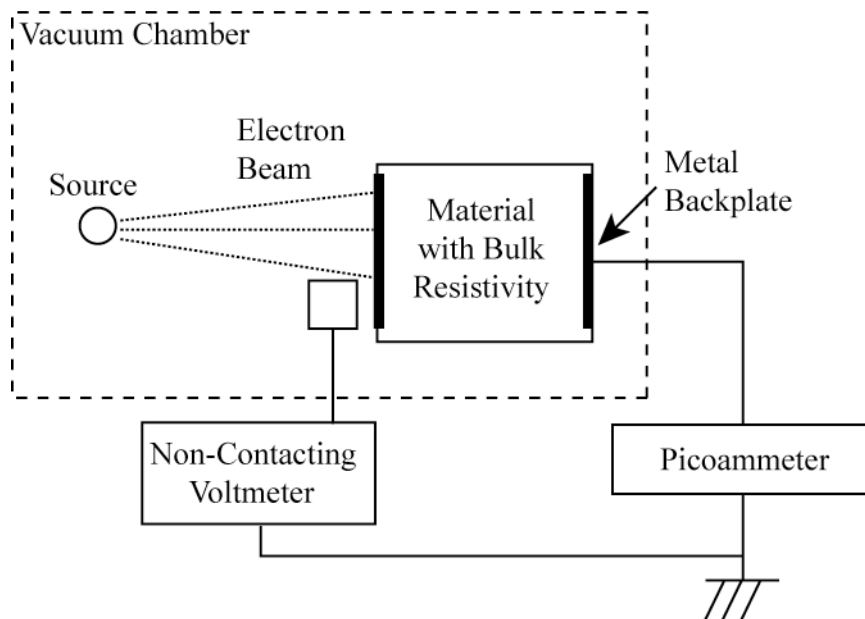 Vacuum Chamber
Electron
Beam
Source
Metal
Backplate
Material
with Bulk
Resistivity
Non-Contacting
Voltmeter
Picoammeter